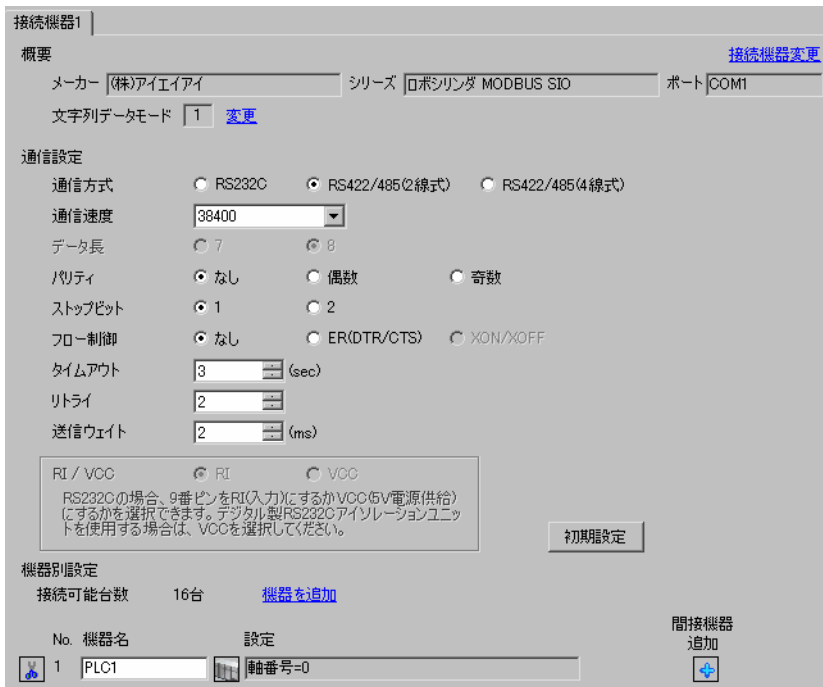 接続機器1
概要 接続機器変更
メーカー (株)アイエイアイ シリーズ ロボシリンダ MODBUS SIO ポート COM1
文字列データモード 1 変更
通信設定
通信方式 RS232C RS422/485(2線式) RS422/485(4線式)
通信速度 38400
データ長 7 8
パリティ なし 偶数 奇数
ストップビット 1 2
フロー制御 なし ER(DTR/CTS) XON/XOFF
タイムアウト 3 (sec)
リトライ 2
送信ウェイト 2 (ms)
RI / VCC RI VCC
RS232Cの場合、9番ピンをRI(入力)にするかVCC(5V電源供給)
にするかを選択できます。デジタル製RS232Cアイソレーションユニッ
トを使用する場合は、VCCを選択してください。
初期設定
機器別設定
接続可能台数 16台 機器を追加
間接機器
追加
No. 機器名 設定
1 PLC1 軸番号=0